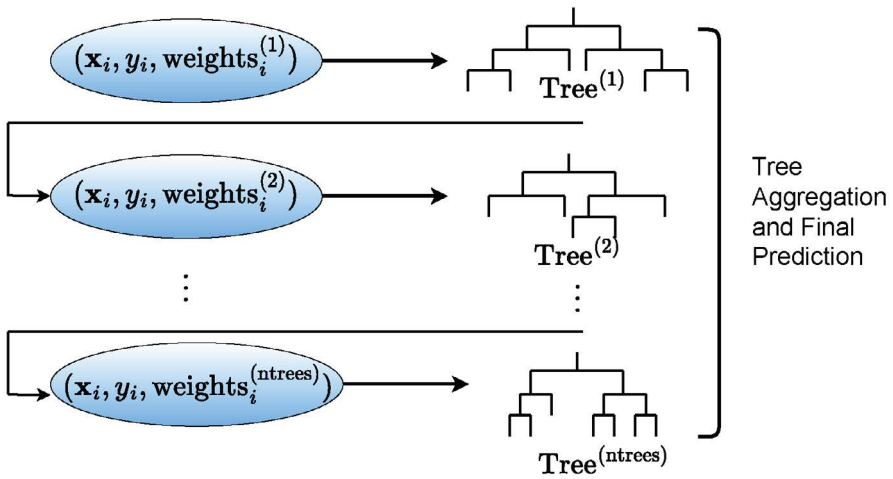 (x_i, y_i, weights_i^(1))
Tree^(1)
(x_i, y_i, weights_i^(2))
Tree^(2)
Tree
Aggregation
and Final
Prediction
⋮
⋮
(x_i, y_i, weights_i^(ntrees))
Tree^(ntrees)